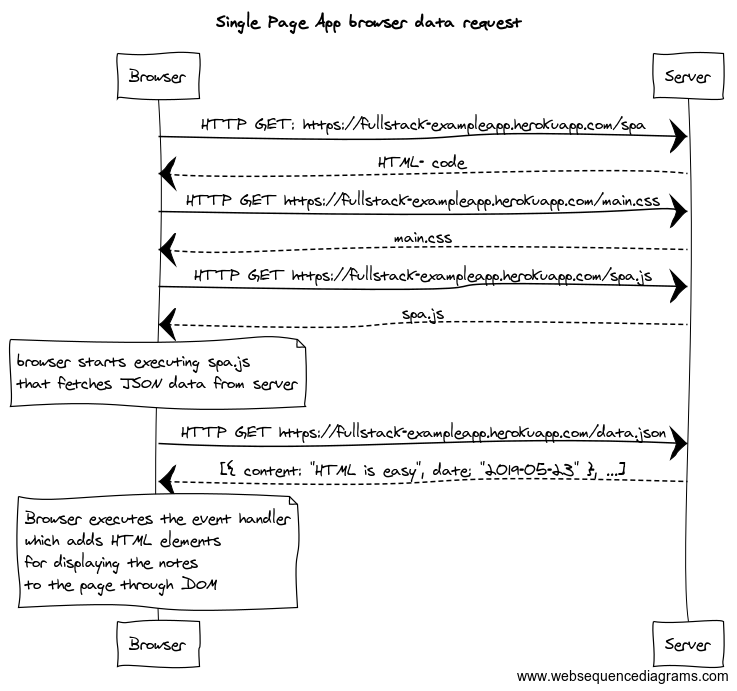 Single Page App browser data request
Browser
Server
HTTP GET: https://fullstack-exampleapp.herokuapp.com/spa
HTML- code
HTTP GET https://fullstack-exampleapp.herokuapp.com/main.css
main.css
HTTP GET https://fullstack-exampleapp.herokuapp.com/spa.js
spa.js
browser starts executing spa.js
that fetches JSON data from server
HTTP GET https://fullstack-exampleapp.herokuapp.com/data.json
[{ content: "HTML is easy", date: "2019-05-23" }, ...]
Browser executes the event handler
which adds HTML elements
for displaying the notes
to the page through DOM
Browser
Server
www.websequencediagrams.com